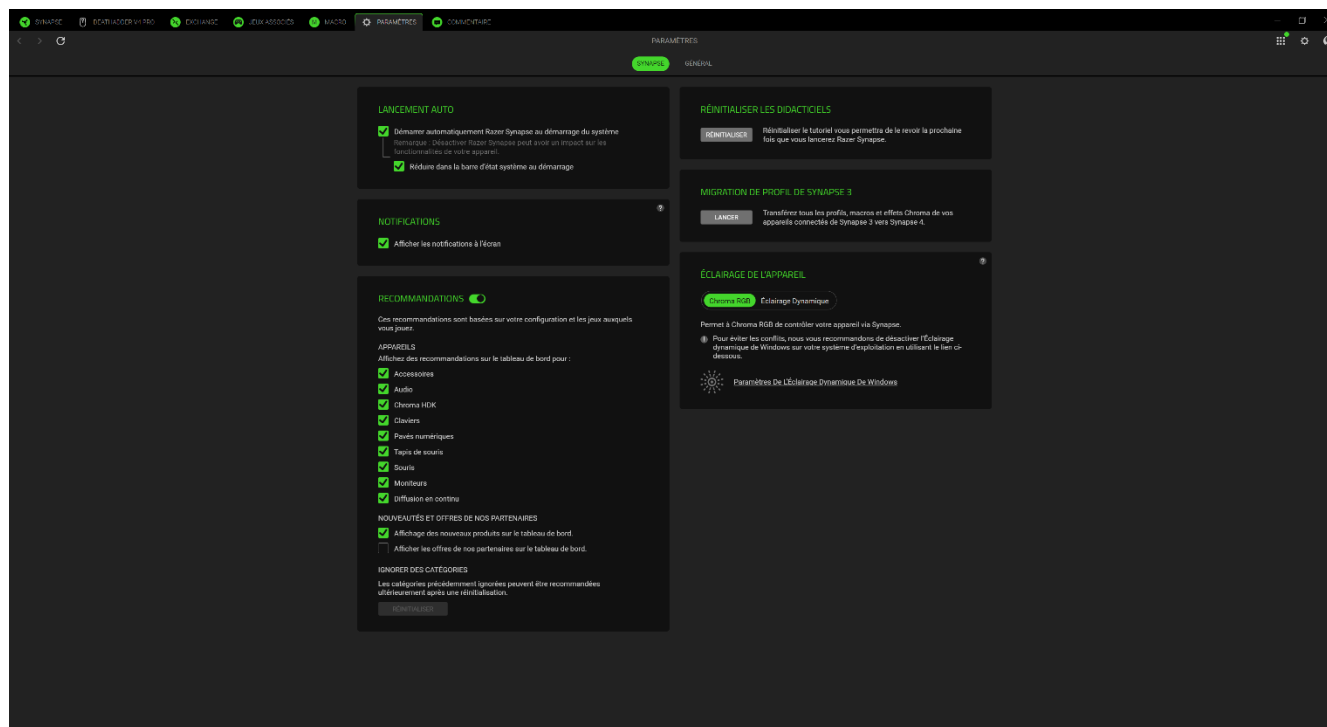 SYNAPSE DEATHADDER V4 PRO EXCHANGE JEUX ASSOCIÉS MACRO PARAMÈTRES COMMENTAIRE
PARAMÈTRES
SYNAPSE GÉNÉRAL
LANCEMENT AUTO
Démarrer automatiquement Razer Synapse au démarrage du système
Remarque : Désactiver Razer Synapse peut avoir un impact sur les
fonctionnalités de votre appareil.
Réduire dans la barre d'état système au démarrage
NOTIFICATIONS
Afficher les notifications à l'écran
RECOMMANDATIONS
Ces recommandations sont basées sur votre configuration et les jeux auxquels
vous jouez.
APPAREILS
Affichez des recommandations sur le tableau de bord pour :
Accessoires
Audio
Chroma HDK
Claviers
Pavés numériques
Tapis de souris
Souris
Moniteurs
Diffusion en continu
NOUVEAUTÉS ET OFFRES DE NOS PARTENAIRES
Affichage des nouveaux produits sur le tableau de bord.
Afficher les offres de nos partenaires sur le tableau de bord.
IGNORER DES CATÉGORIES
Les catégories précédemment ignorées peuvent être recommandées
ultérieurement après une réinitialisation.
RÉINITIALISER
RÉINITIALISER LES DIDACTICIELS
RÉINITIALISER
Réinitialiser le tutoriel vous permettra de le revoir la prochaine
fois que vous lancerez Razer Synapse.
MIGRATION DE PROFIL DE SYNAPSE 3
LANCER
Transférez tous les profils, macros et effets Chroma de vos
appareils connectés de Synapse 3 vers Synapse 4.
ÉCLAIRAGE DE L'APPAREIL
Chroma RGB Éclairage Dynamique
Permet à Chroma RGB de contrôler votre appareil via Synapse.
Pour éviter les conflits, nous vous recommandons de désactiver l'Éclairage
dynamique de Windows sur votre système d'exploitation en utilisant le lien ci-
dessous.
Paramètres De L'Éclairage Dynamique De Windows